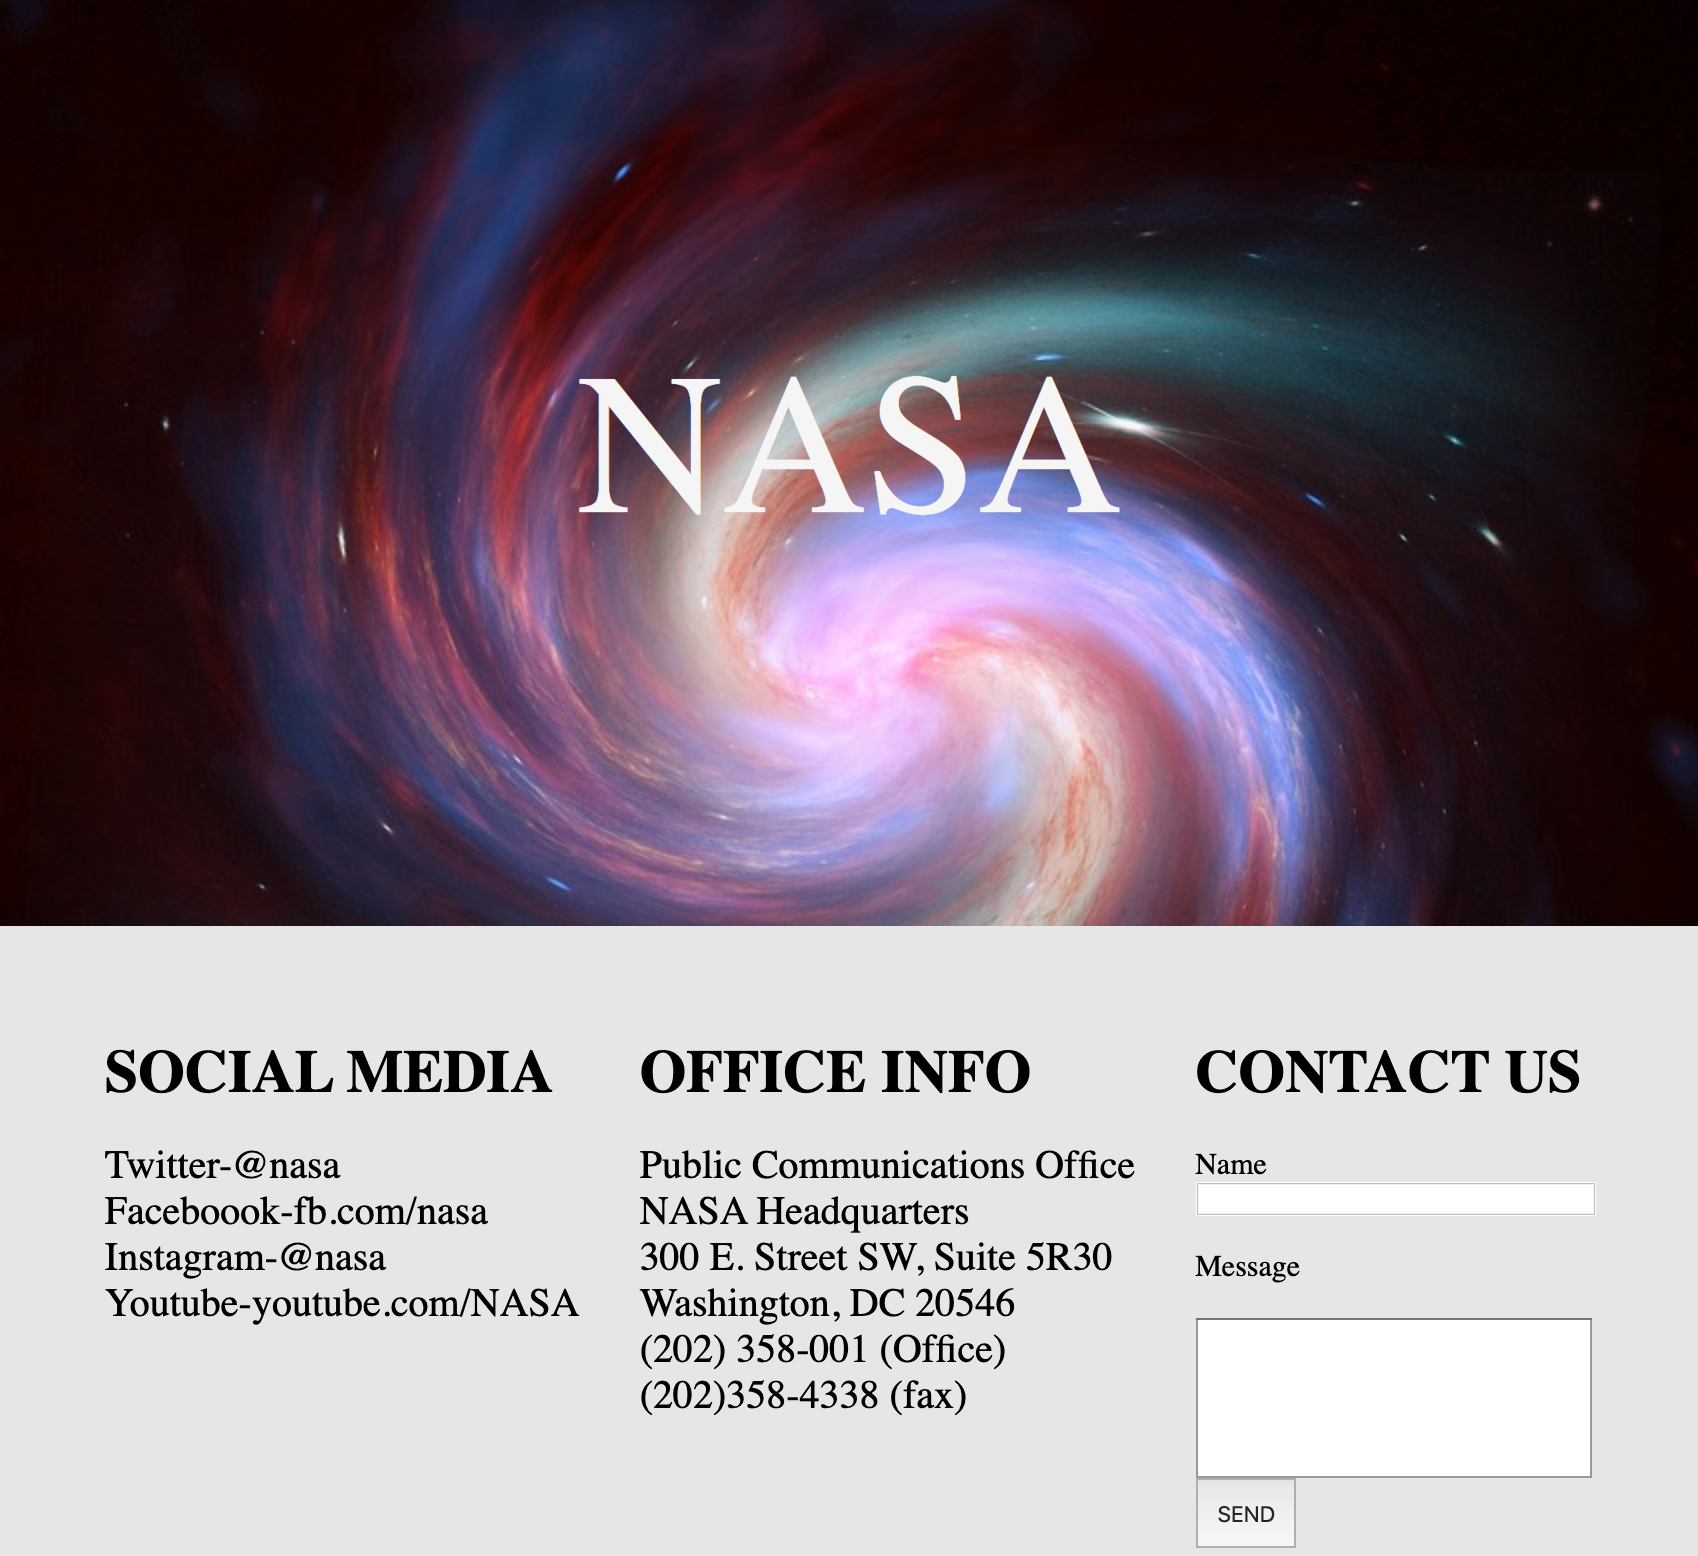 NASA
SOCIAL MEDIA
Twitter-@nasa
Faceboook-fb.com/nasa
Instagram-@nasa
Youtube-youtube.com/NASA
OFFICE INFO
Public Communications Office
NASA Headquarters
300 E. Street SW, Suite 5R30
Washington, DC 20546
(202) 358-001 (Office)
(202)358-4338 (fax)
CONTACT US
Name
Message
SEND